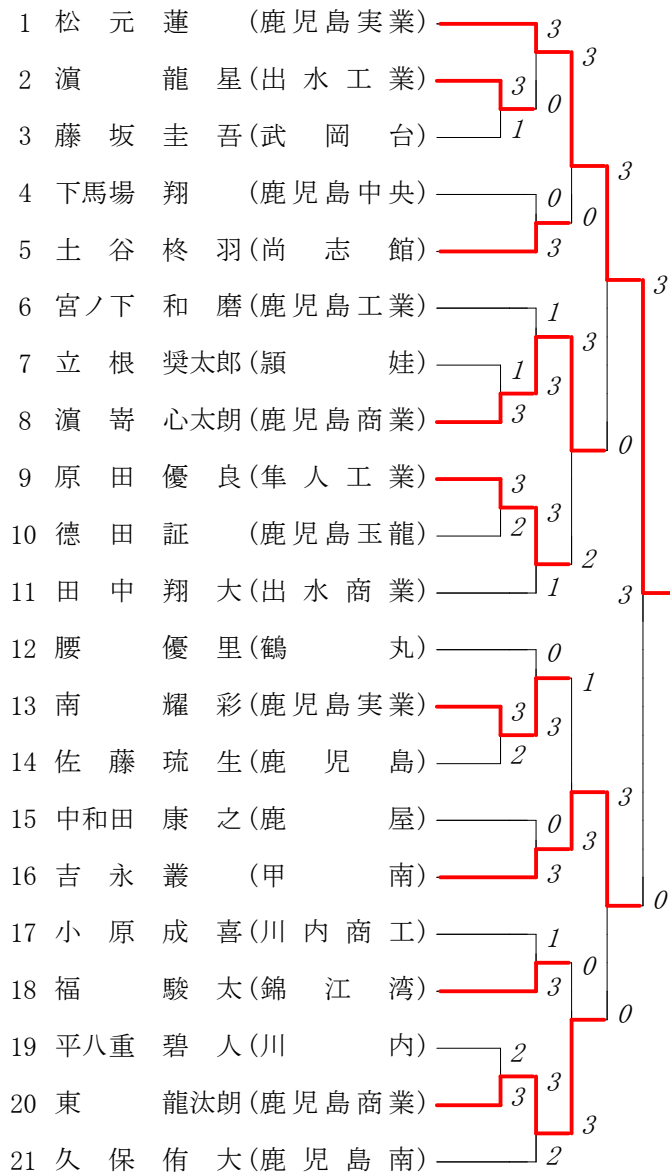 1 松元蓮 (鹿児島実業) 3
3
2 濵龍星 (出水工業) 3
0
3 藤坂圭吾 (武岡台) 1
3
4 下馬場翔 (鹿児島中央) 0
0
5 土谷柊羽 (尚志館) 3
3
6 宮ノ下和磨 (鹿児島工業) 1
3
7 立根奨太郎 (頴娃) 1
3
8 濵嵜心太朗 (鹿児島商業) 3
0
9 原田優良 (隼人工業) 3
3
10 德田証 (鹿児島玉龍) 2
2
11 田中翔大 (出水商業) 1
3
12 腰優里 (鶴丸) 0
1
13 南耀彩 (鹿児島実業) 3
3
14 佐藤琉生 (鹿児島) 2
3
15 中和田康之 (鹿屋) 0
3
16 吉永叢 (甲南) 3
0
17 小原成喜 (川内商工) 1
0
18 福駿太 (錦江湾) 3
0
19 平八重碧人 (川内) 2
3
20 東龍汰朗 (鹿児島商業) 3
3
21 久保侑大 (鹿児島南) 2